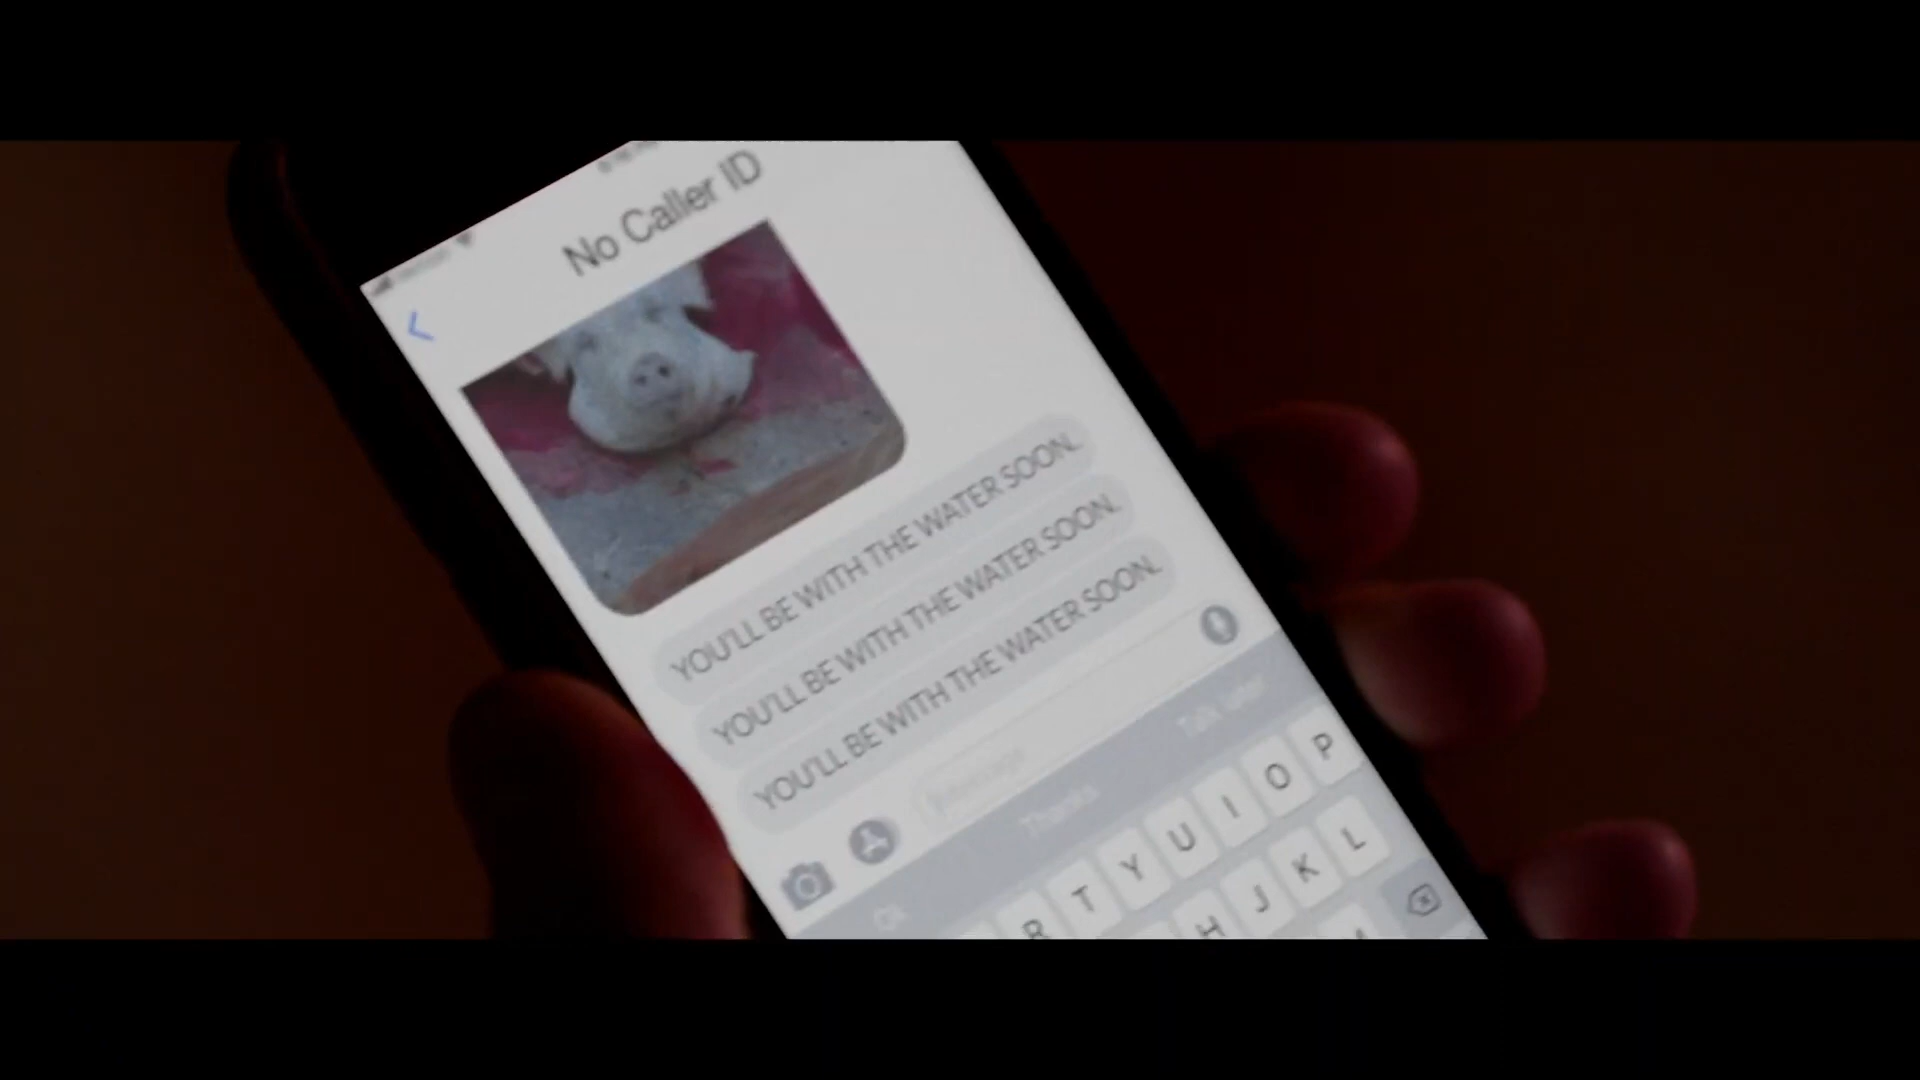 No Caller ID
YOU'LL BE WITH THE WATER SOON.
YOU'LL BE WITH THE WATER SOON.
YOU'LL BE WITH THE WATER SOON.
Thanks
P
T Y U I O
R
H J K L